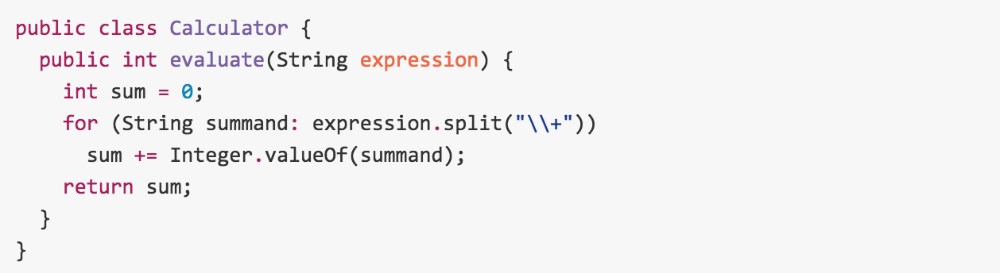 public class Calculator {
  public int evaluate(String expression) {
    int sum = 0;
    for (String summand: expression.split("\\+"))
      sum += Integer.valueOf(summand);
    return sum;
  }
}